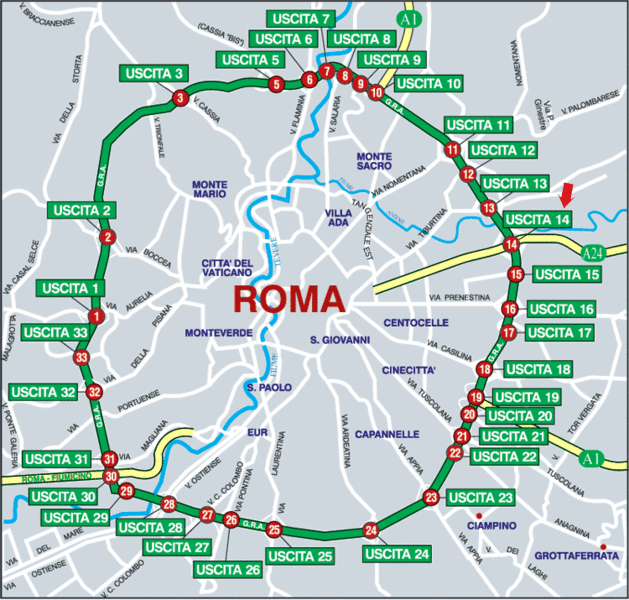 V. BRACCIANENSE
(CASSIA "BIS")
USCITA 7
A1
USCITA 6
USCITA 8
USCITA 5
USCITA 9
USCITA 3
USCITA 10
VIA DELLA STORTA
3
5
6
7
8
9
10
V. CASSIA
V. FLAMINIA
V. SALARIA
G.R.A.
NOMENTANA
Via P. Ginestre
V. PALOMBARESE
V. TRIONFALE
USCITA 11
11
USCITA 12
12
MONTE SACRO
VIA NOMENTANA
USCITA 13
13
G.R.A.
MONTE MARIO
FIUME
ANIENE
USCITA 2
2
VILLA ADA
TANGENZIALE EST
VIA TIBURTINA
USCITA 14
14
A24
VIA BOCCEA
TEVERE
CITTA' DEL VATICANO
USCITA 15
15
VIA CASAL SELCE
USCITA 1
1
VIA AURELIA
ROMA
VIA PRENESTINA
USCITA 16
16
MALAGROTTA
USCITA 33
33
VIA DELLA PISANA
MONTEVERDE
S. GIOVANNI
CENTOCELLE
USCITA 17
17
VIA CASILINA
G.R.A.
USCITA 32
32
FIUME
CINECITTA'
USCITA 18
18
VIA PORTUENSE
S. PAOLO
VIA TUSCOLANA
USCITA 19
19
USCITA 20
20
V. PONTE GALERIA
G.R.A.
VIA MAGLIANA
EUR
CAPANNELLE
USCITA 21
21
USCITA 22
22
V. TOR VERGATA
A1
USCITA 31
31
VIA LAURENTINA
VIA ARDEATINA
VIA APPIA
V. TUSCOLANA
ROMA - FIUMICINO
30
V. OSTIENSE
V. C. COLOMBO
VIA PONTINA
USCITA 30
29
USCITA 29
28
USCITA 28
27
USCITA 27
26
USCITA 26
G.R.A.
25
USCITA 25
24
USCITA 24
23
USCITA 23
CIAMPINO
ANAGNINA
GROTTAFERRATA
VIA DEL MARE
VIA OSTIENSE
V. C. COLOMBO
VIA APPIA
V. DEI LAGHI